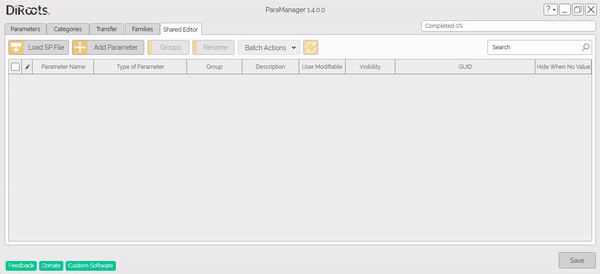 DiRoots.
ParaManager 1.4.0.0
?
Completed 0%
Parameters Categories Transfer Families Shared Editor
Load SP File Add Parameter Groups Rename Batch Actions Search
Parameter Name Type of Parameter Group Description User Modifiable Visibility GUID Hide When No Value
Save
Feedback Donate Custom Software